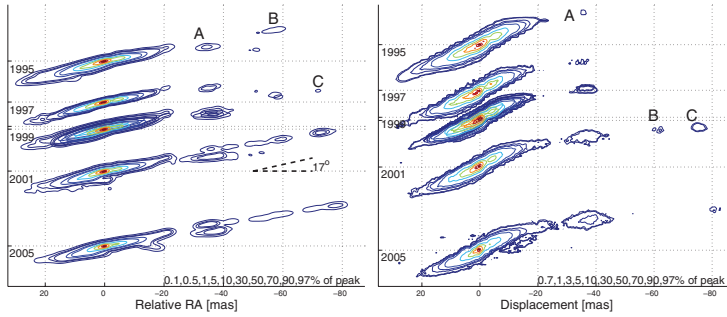 A
B
C
1995
1997
1999
2001
2005
17°
0.1,0.5,1,5,10,30,50,70,90,97% of peak
20 0 -20 -40 -60 -80
Relative RA [mas]
A
B
C
1995
1997
2001
2005
0.7,1,3,5,10,30,50,70,90,97% of peak
20 0 -20 -40 -60 -80
Displacement [mas]